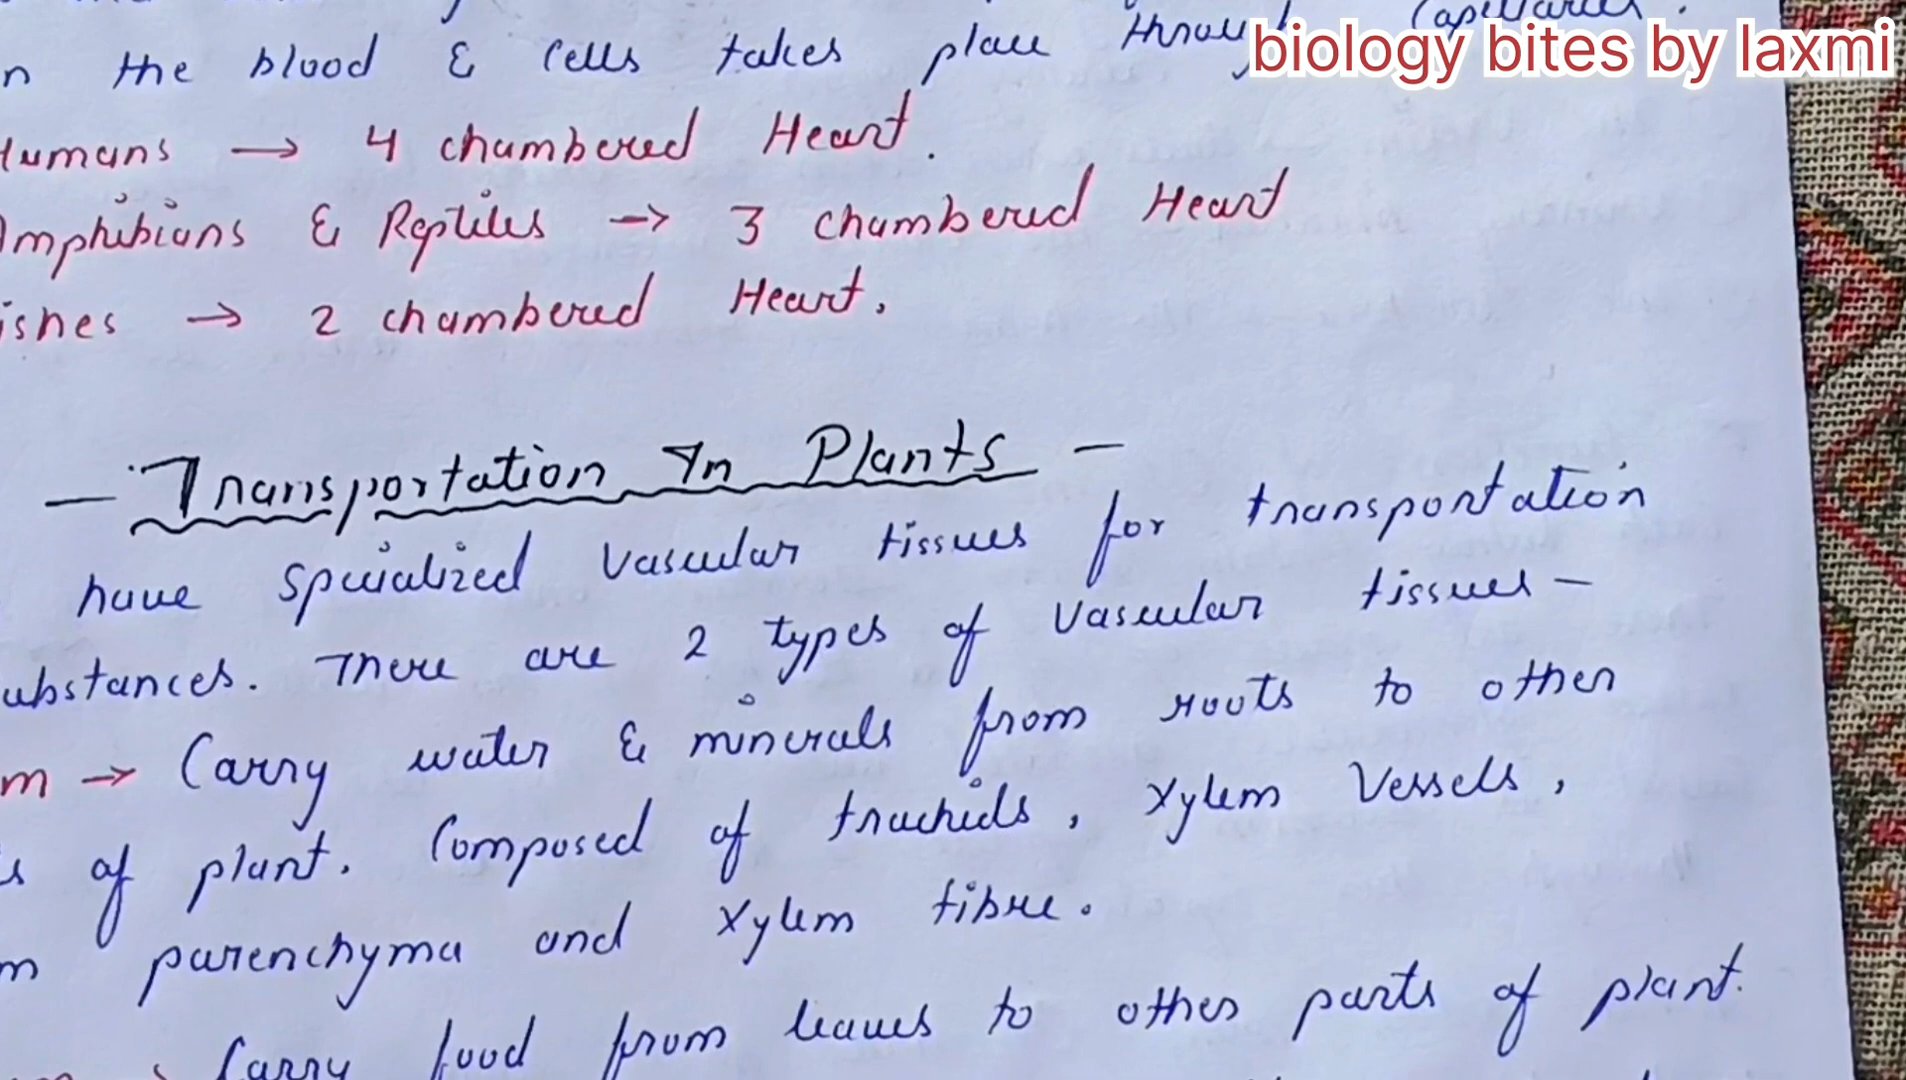 n the blood & cells takes place through capillaries.
biology bites by laxmi
Humans → 4 chambered Heart.
Amphibians & Reptiles → 3 chambered Heart
ishes → 2 chambered Heart.
— Transportation In Plants —
have specialized vascular tissues for transportation
ubstances. There are 2 types of vascular tissues —
m → Carry water & minerals from roots to other
s of plant. Composed of trachids, xylem vessels,
m parenchyma and xylem fibre.
Carry food from leaves to other parts of plant.